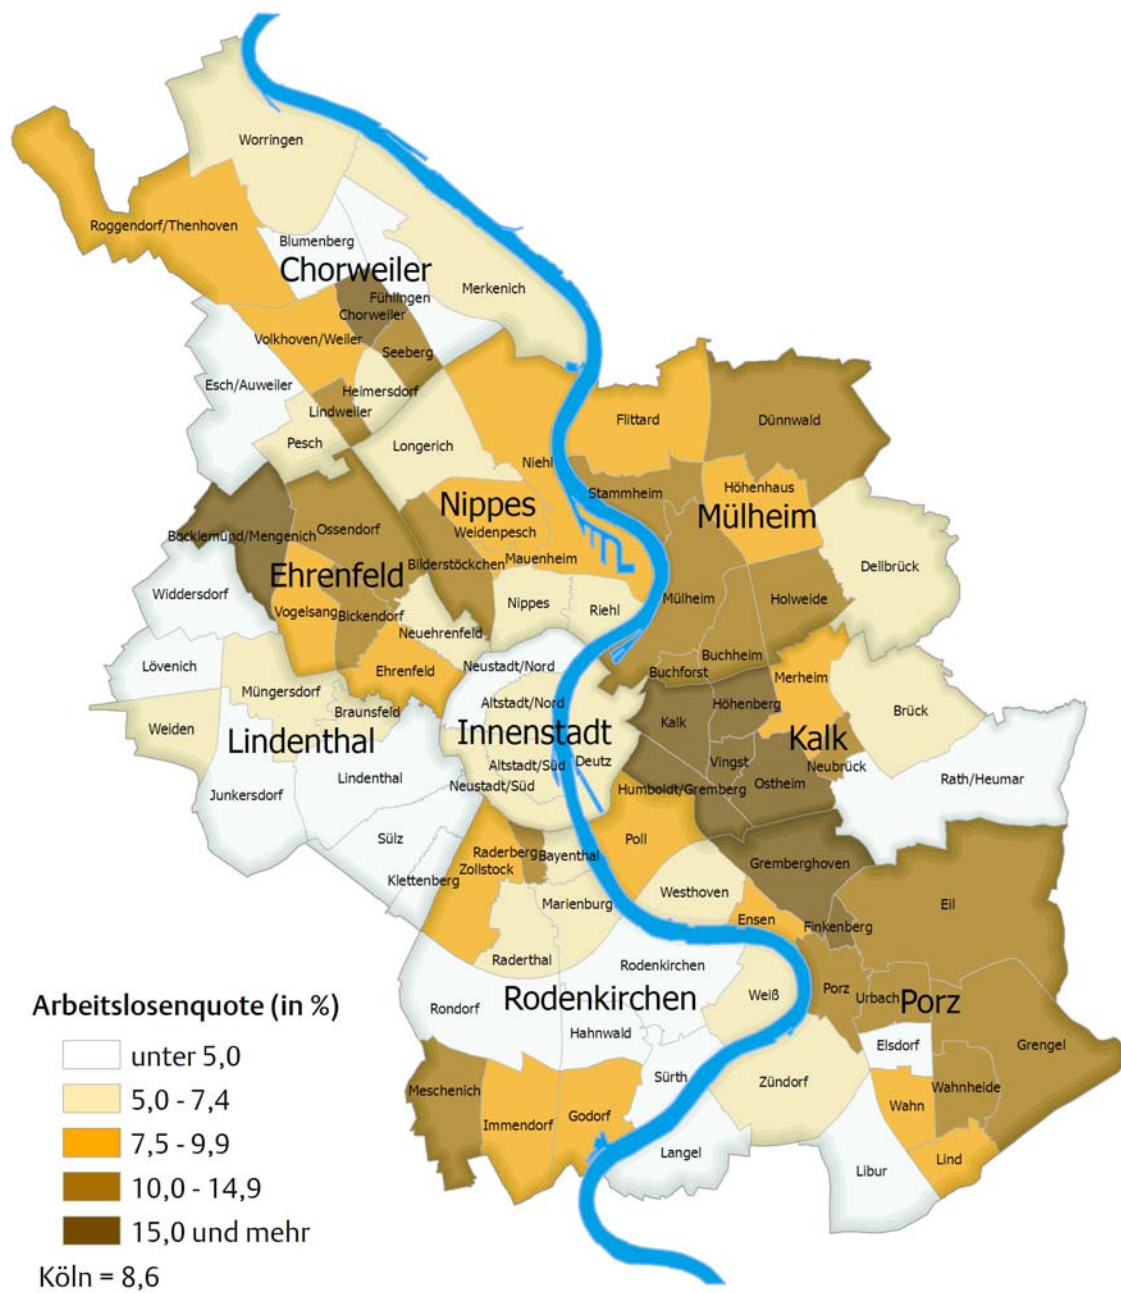 Worringen
Roggendorf/Thenhoven
Blumenberg
Chorweiler
Merkenich
Fühlingen
Chorweiler
Volkhoven/Weiler
Seeberg
Esch/Auweiler
Heimersdorf
Lindweiler
Pesch
Longerich
Flittard
Dünnwald
Niehl
Stammheim
Höhenhaus
Nippes
Mülheim
Bocklemünd/Mengenich
Ossendorf
Weidenpesch
Mauenheim
Bilderstöckchen
Dellbrück
Ehrenfeld
Widdersdorf
Vogelsang
Bickendorf
Nippes
Riehl
Mülheim
Holweide
Neuehrenfeld
Buchheim
Lövenich
Neustadt/Nord
Ehrenfeld
Buchforst
Merheim
Müngersdorf
Altstadt/Nord
Höhenberg
Braunsfeld
Brück
Weiden
Lindenthal
Innenstadt
Kalk
Kalk
Altstadt/Süd
Deutz
Vingst
Neubrück
Lindenthal
Neustadt/Süd
Humboldt/Gremberg
Ostheim
Rath/Heumar
Junkersdorf
Sülz
Poll
Raderberg
Bayenthal
Zollstock
Gremberghoven
Klettenberg
Westhoven
Marienburg
Eil
Ensen
Finkenberg
Raderthal
Rodenkirchen
Porz
Urbach
Rodenkirchen
Weiß
Porz
Rondorf
Hahnwald
Elsdorf
Grengel
Sürth
Zündorf
Meschenich
Wahnheide
Wahn
Immendorf
Godorf
Langel
Libur
Lind
Arbeitslosenquote (in %)
unter 5,0
5,0 - 7,4
7,5 - 9,9
10,0 - 14,9
15,0 und mehr
Köln = 8,6